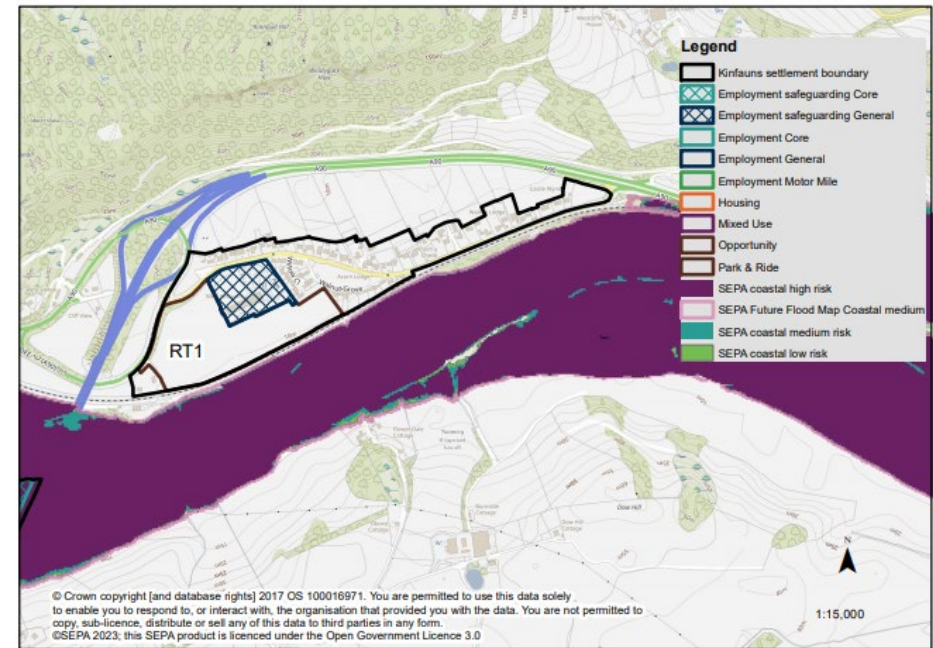 Legend
Kinfauns settlement boundary
Employment safeguarding Core
Employment safeguarding General
Employment Core
Employment General
Employment Motor Mile
Housing
Mixed Use
Opportunity
Park & Ride
SEPA coastal high risk
SEPA Future Flood Map Coastal medium
SEPA coastal medium risk
SEPA coastal low risk
A90
A90
A90
Walnut Grove
RT1
N
1:15,000
© Crown copyright [and database rights] 2017 OS 100016971. You are permitted to use this data solely
to enable you to respond to, or interact with, the organisation that provided you with the data. You are not permitted to
copy, sub-licence, distribute or sell any of this data to third parties in any form.
©SEPA 2023; this SEPA product is licenced under the Open Government Licence 3.0